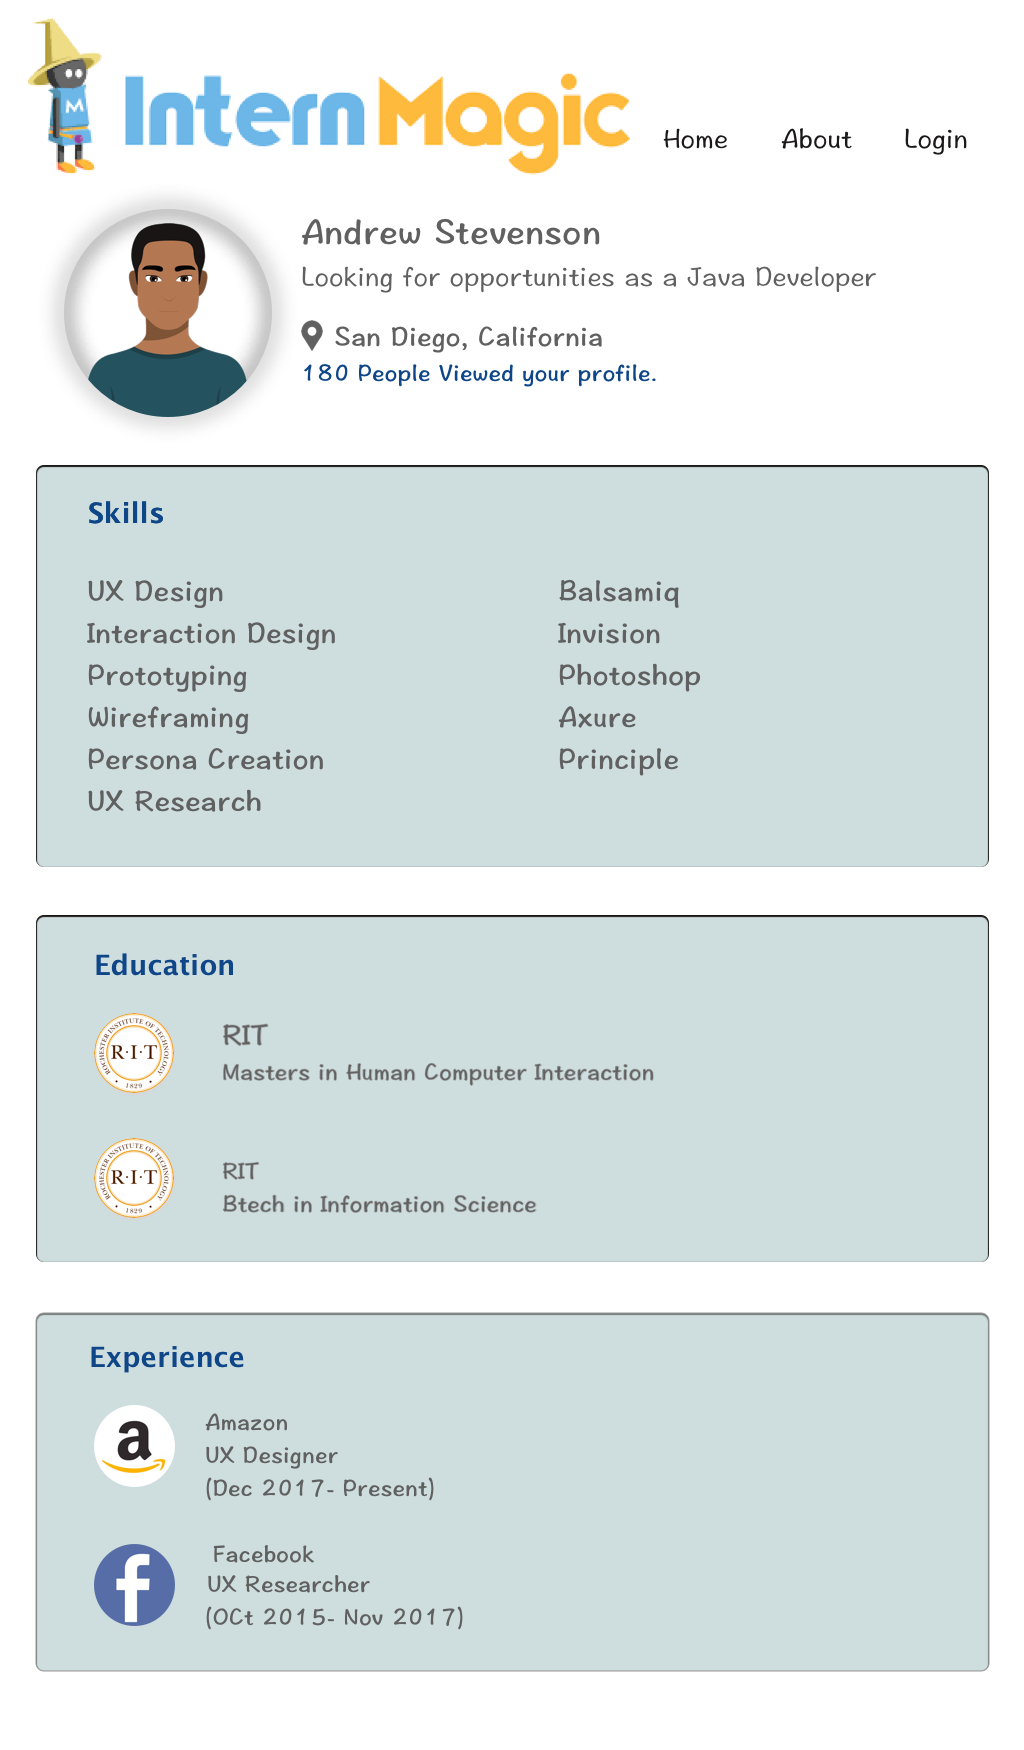 M
Intern Magic
Home About Login
Andrew Stevenson
Looking for opportunities as a Java Developer
San Diego, California
180 People Viewed your profile.
Skills
UX Design
Interaction Design
Prototyping
Wireframing
Persona Creation
UX Research
Balsamiq
Invision
Photoshop
Axure
Principle
Education
ROCHESTER INSTITUTE OF TECHNOLOGY
R·I·T
• 1829 •
RIT
Masters in Human Computer Interaction
ROCHESTER INSTITUTE OF TECHNOLOGY
R·I·T
• 1829 •
RIT
Btech in Information Science
Experience
a
Amazon
UX Designer
(Dec 2017- Present)
f
Facebook
UX Researcher
(OCt 2015- Nov 2017)